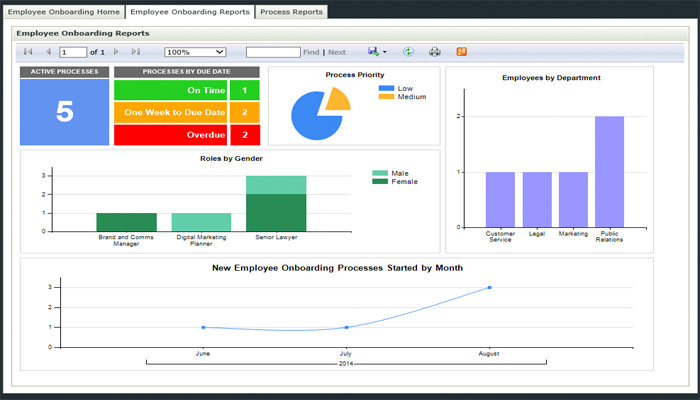 Employee Onboarding Home Employee Onboarding Reports Process Reports
Employee Onboarding Reports
1 of 1 100% Find | Next
ACTIVE PROCESSES
5
PROCESSES BY DUE DATE
On Time 1
One Week to Due Date 2
Overdue 2
Process Priority
Low
Medium
Employees by Department
2
1
0
Customer Service
Legal
Marketing
Public Relations
Roles by Gender
3
2
1
0
Brand and Comms Manager
Digital Marketing Planner
Senior Lawyer
Male
Female
New Employee Onboarding Processes Started by Month
3
2
1
0
June July August
2014